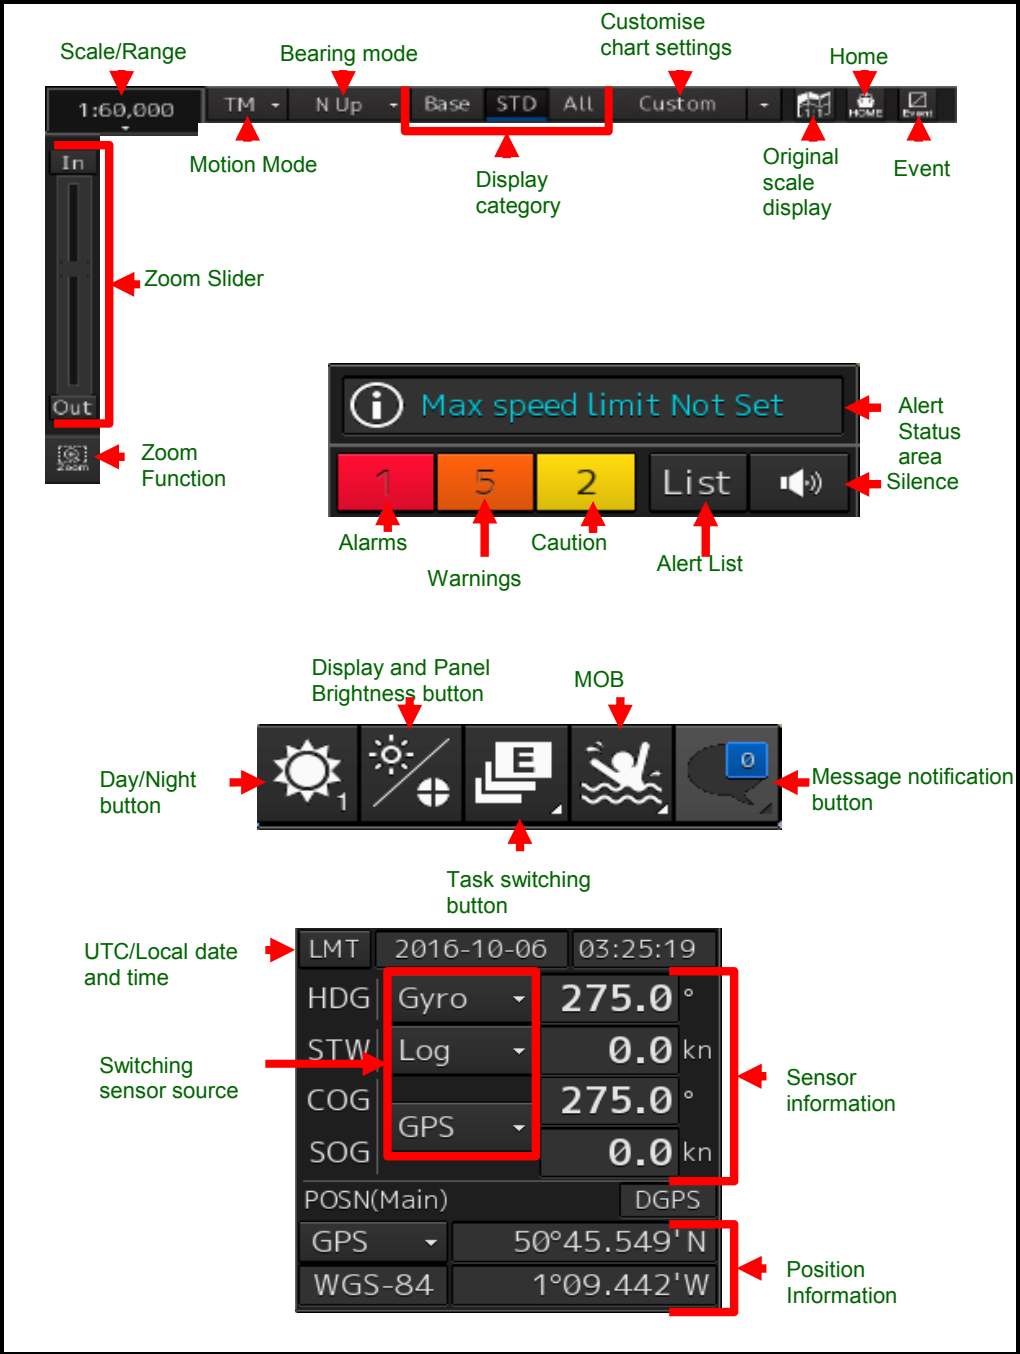 Customise
chart settings
Scale/Range
Bearing mode
Home
1:60,000
TM
N Up
Base
STD
All
Custom
1:1
HOME
Event
Motion Mode
Display
category
Original
scale
display
Event
In
Zoom Slider
Out
Zoom
Zoom
Function
Max speed limit Not Set
Alert
Status
area
1
5
2
List
Silence
Alarms
Warnings
Caution
Alert List
Display and Panel
Brightness button
MOB
Day/Night
button
1
E
0
Message notification
button
Task switching
button
UTC/Local date
and time
LMT 2016-10-06 03:25:19
HDG Gyro 275.0 °
STW Log 0.0 kn
COG 275.0 °
GPS
SOG 0.0 kn
Switching
sensor source
Sensor
information
POSN(Main) DGPS
GPS 50°45.549'N
WGS-84 1°09.442'W
Position
Information